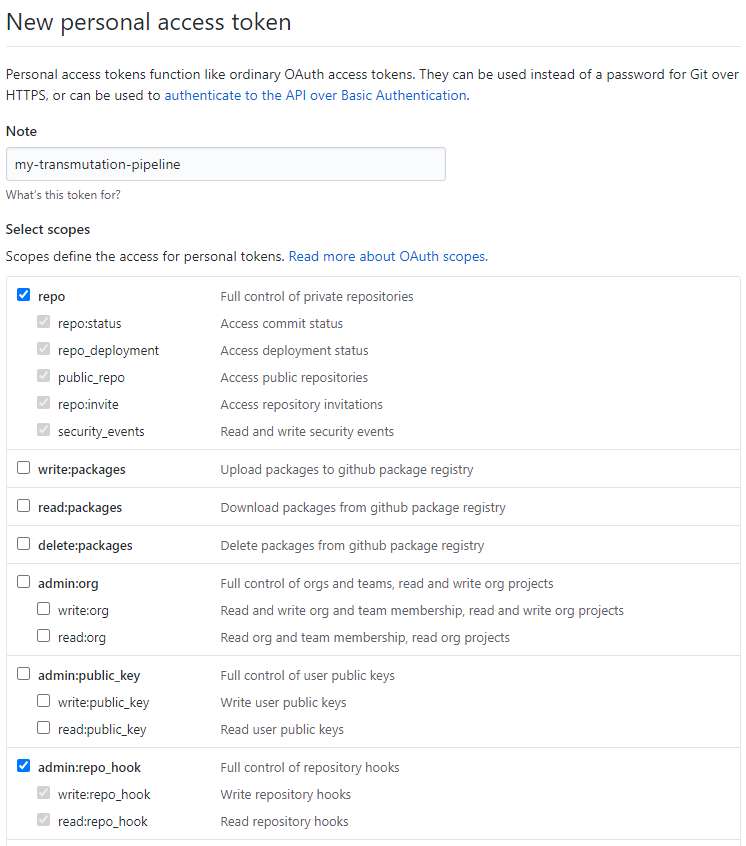 New personal access token
Personal access tokens function like ordinary OAuth access tokens. They can be used instead of a password for Git over
HTTPS, or can be used to authenticate to the API over Basic Authentication.
Note
my-transmutation-pipeline
What's this token for?
Select scopes
Scopes define the access for personal tokens. Read more about OAuth scopes.
repo Full control of private repositories
repo:status Access commit status
repo_deployment Access deployment status
public_repo Access public repositories
repo:invite Access repository invitations
security_events Read and write security events
write:packages Upload packages to github package registry
read:packages Download packages from github package registry
delete:packages Delete packages from github package registry
admin:org Full control of orgs and teams, read and write org projects
write:org Read and write org and team membership, read and write org projects
read:org Read org and team membership, read org projects
admin:public_key Full control of user public keys
write:public_key Write user public keys
read:public_key Read user public keys
admin:repo_hook Full control of repository hooks
write:repo_hook Write repository hooks
read:repo_hook Read repository hooks